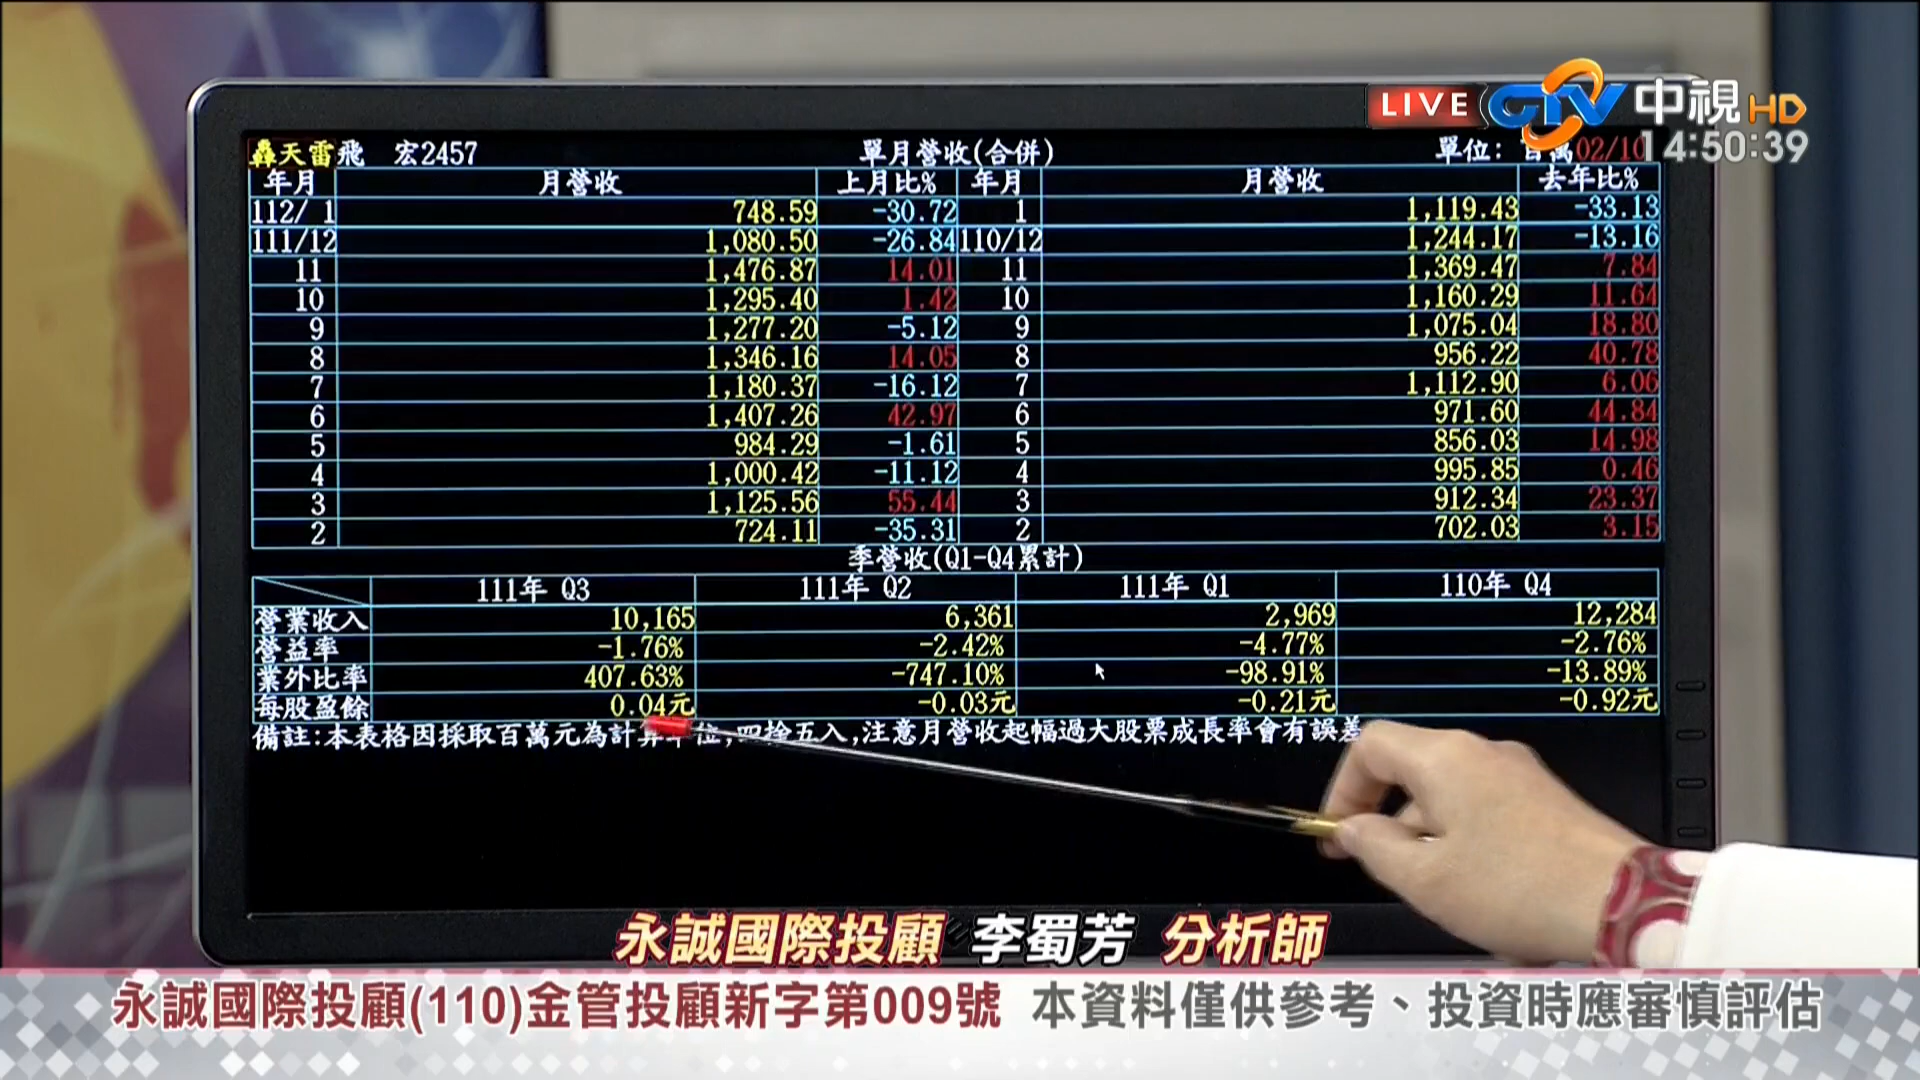 LIVE CTV 中視HD
14:50:39
轟天雷飛 宏2457 單月營收(合併) 單位: 百萬02/10
年月 月營收 上月比% 年月 月營收 去年比%
112/ 1 748.59 -30.72 1 1,119.43 -33.13
111/12 1,080.50 -26.84 110/12 1,244.17 -13.16
11 1,476.87 14.01 11 1,369.47 7.84
10 1,295.40 1.42 10 1,160.29 11.64
9 1,277.20 -5.12 9 1,075.04 18.80
8 1,346.16 14.05 8 956.22 40.78
7 1,180.37 -16.12 7 1,112.90 6.06
6 1,407.26 42.97 6 971.60 44.84
5 984.29 -1.61 5 856.03 14.98
4 1,000.42 -11.12 4 995.85 0.46
3 1,125.56 55.44 3 912.34 23.37
2 724.11 -35.31 2 702.03 3.15
季營收(Q1-Q4累計)
111年 Q3 111年 Q2 111年 Q1 110年 Q4
營業收入 10,165 6,361 2,969 12,284
營益率 -1.76% -2.42% -4.77% -2.76%
業外比率 407.63% -747.10% -98.91% -13.89%
每股盈餘 0.04元 -0.03元 -0.21元 -0.92元
備註:本表格因採取百萬元為計算單位,四捨五入,注意月營收起幅過大股票成長率會有誤差
永誠國際投顧 李蜀芳 分析師
永誠國際投顧(110)金管投顧新字第009號 本資料僅供參考、投資時應審慎評估